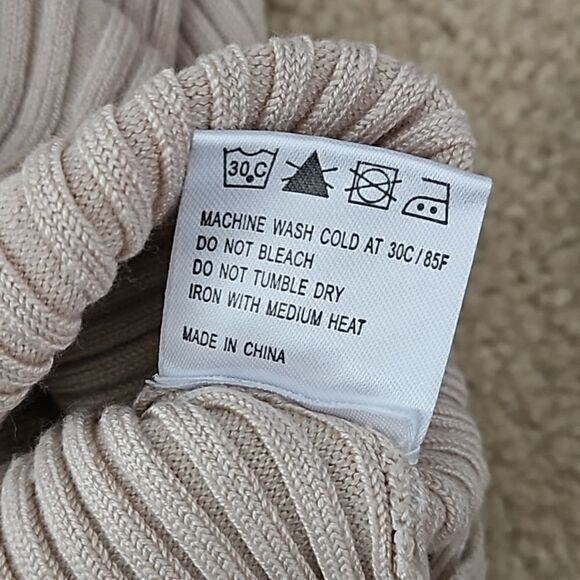 30.C
MACHINE WASH COLD AT 30C/85F
DO NOT BLEACH
DO NOT TUMBLE DRY
IRON WITH MEDIUM HEAT
MADE IN CHINA